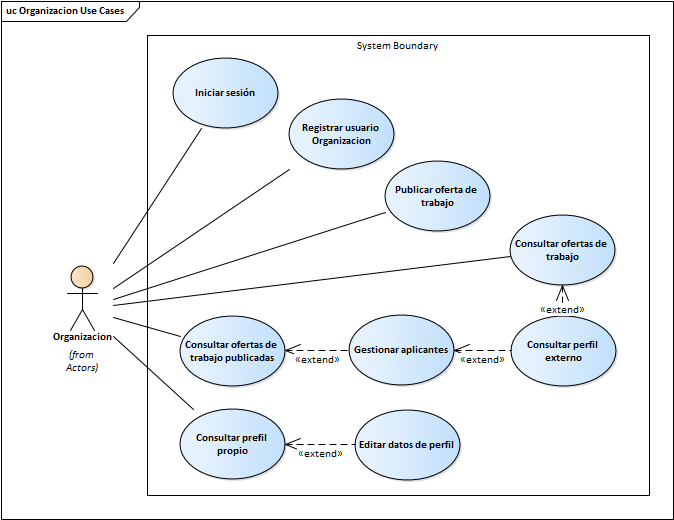 uc Organizacion Use Cases
System Boundary
Iniciar sesión
Registrar usuario
Organizacion
Publicar oferta de
trabajo
Consultar ofertas de
trabajo
«extend»
Organizacion
(from
Actors)
Consultar ofertas de
trabajo publicadas
«extend»
Gestionar aplicantes
«extend»
Consultar perfil
externo
Consultar prefil
propio
«extend»
Editar datos de perfil